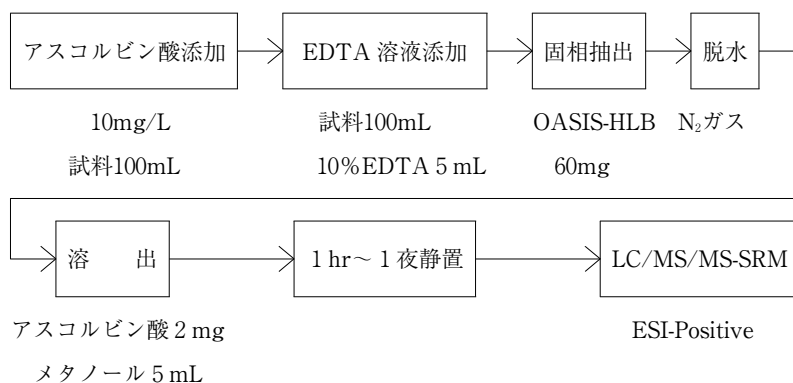 アスコルビン酸添加 EDTA 溶液添加 固相抽出 脱水
10mg/L 試料100mL OASIS-HLB N₂ガス
試料100mL 10%EDTA 5 mL 60mg
溶　出 1 hr～1 夜静置 LC/MS/MS-SRM
アスコルビン酸 2 mg ESI-Positive
メタノール 5 mL